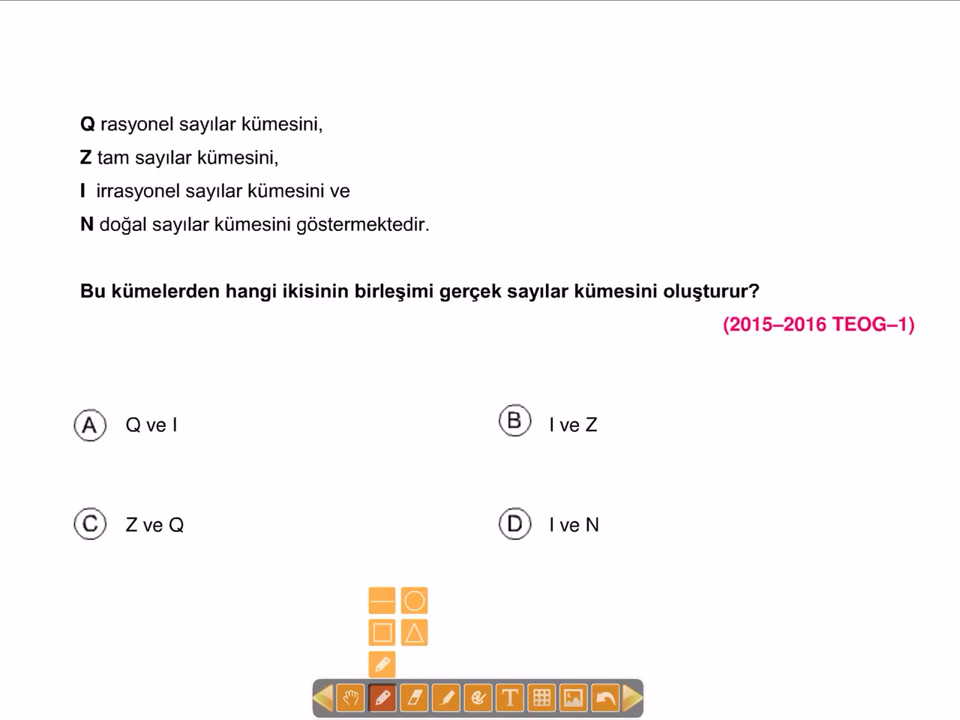 Q rasyonel sayılar kümesini,
Z tam sayılar kümesini,
I irrasyonel sayılar kümesini ve
N doğal sayılar kümesini göstermektedir.
Bu kümelerden hangi ikisinin birleşimi gerçek sayılar kümesini oluşturur?
(2015–2016 TEOG–1)
A Q ve I
B I ve Z
C Z ve Q
D I ve N
T